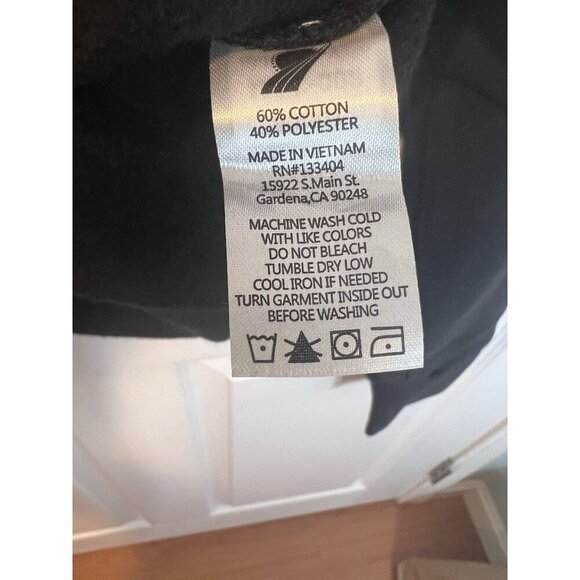 60% COTTON
40% POLYESTER
MADE IN VIETNAM
RN#133404
15922 S.Main St.
Gardena,CA 90248
MACHINE WASH COLD
WITH LIKE COLORS
DO NOT BLEACH
TUMBLE DRY LOW
COOL IRON IF NEEDED
TURN GARMENT INSIDE OUT
BEFORE WASHING